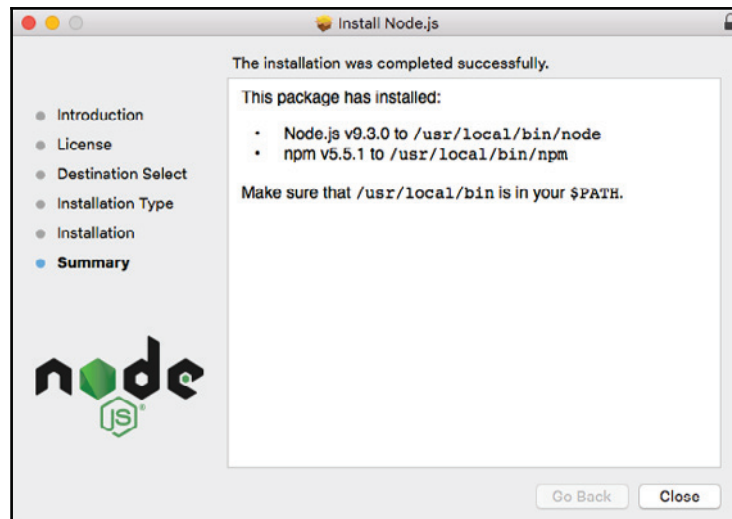 Install Node.js
The installation was completed successfully.
Introduction
License
Destination Select
Installation Type
Installation
Summary
This package has installed:
• Node.js v9.3.0 to /usr/local/bin/node
• npm v5.5.1 to /usr/local/bin/npm
Make sure that /usr/local/bin is in your $PATH.
node
JS
Go Back
Close